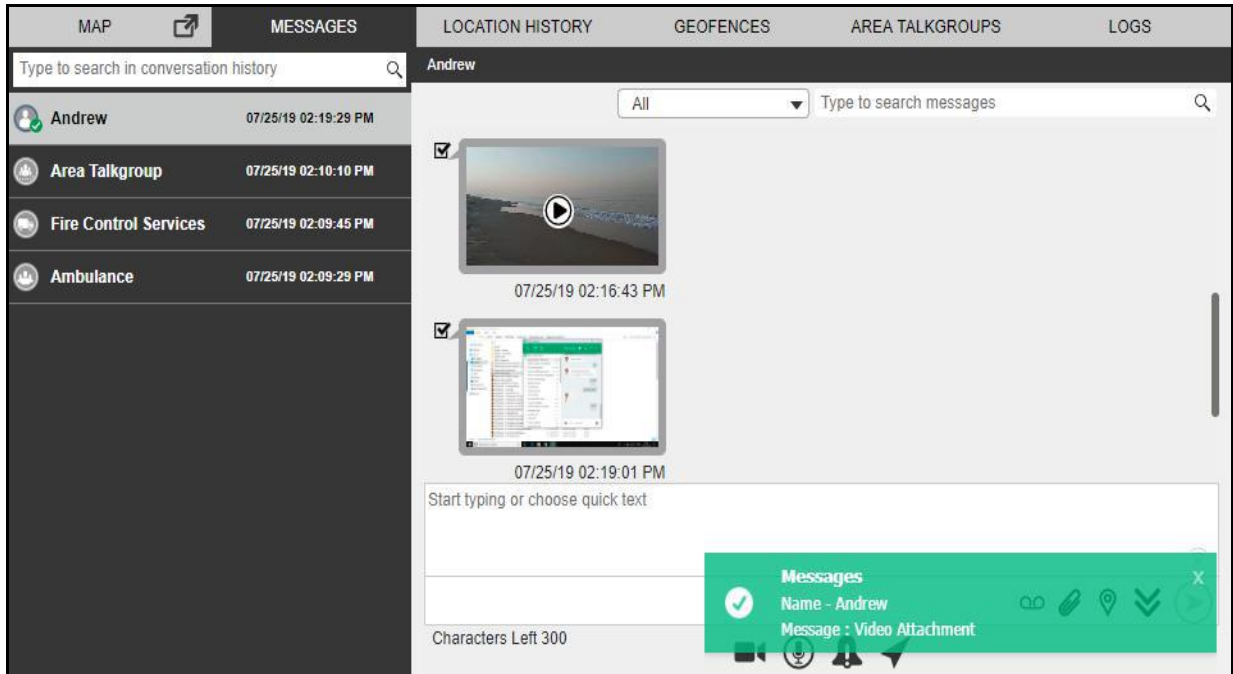 MAP MESSAGES LOCATION HISTORY GEOFENCES AREA TALKGROUPS LOGS
Type to search in conversation history
Andrew 07/25/19 02:19:29 PM
Area Talkgroup 07/25/19 02:10:10 PM
Fire Control Services 07/25/19 02:09:45 PM
Ambulance 07/25/19 02:09:29 PM
Andrew
All Type to search messages
07/25/19 02:16:43 PM
07/25/19 02:19:01 PM
Start typing or choose quick text
Messages X
Name - Andrew
Message : Video Attachment
Characters Left 300